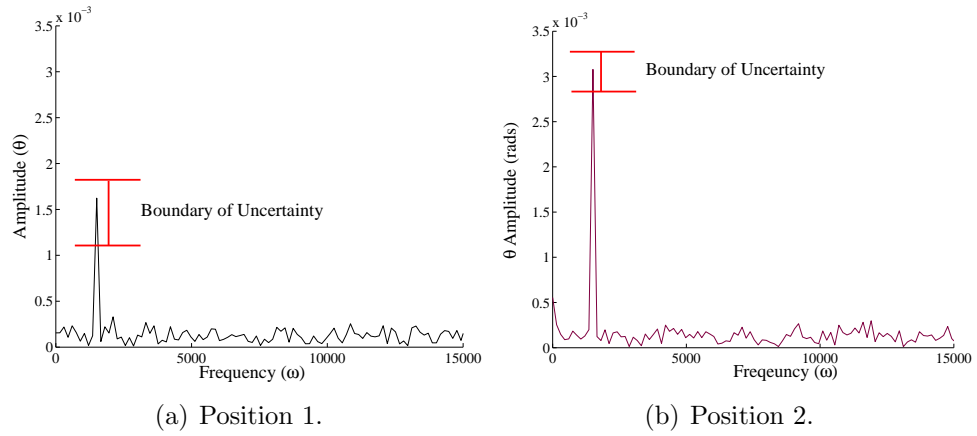 x 10⁻³
3.5
3
2.5
2
1.5
1
0.5
0
Amplitude (θ)
Boundary of Uncertainty
0 5000 10000 15000
Frequency (ω)
(a) Position 1.
x 10⁻³
3.5
3
2.5
2
1.5
1
0.5
0
θ Amplitude (rads)
Boundary of Uncertainty
0 5000 10000 15000
Freqeuncy (ω)
(b) Position 2.